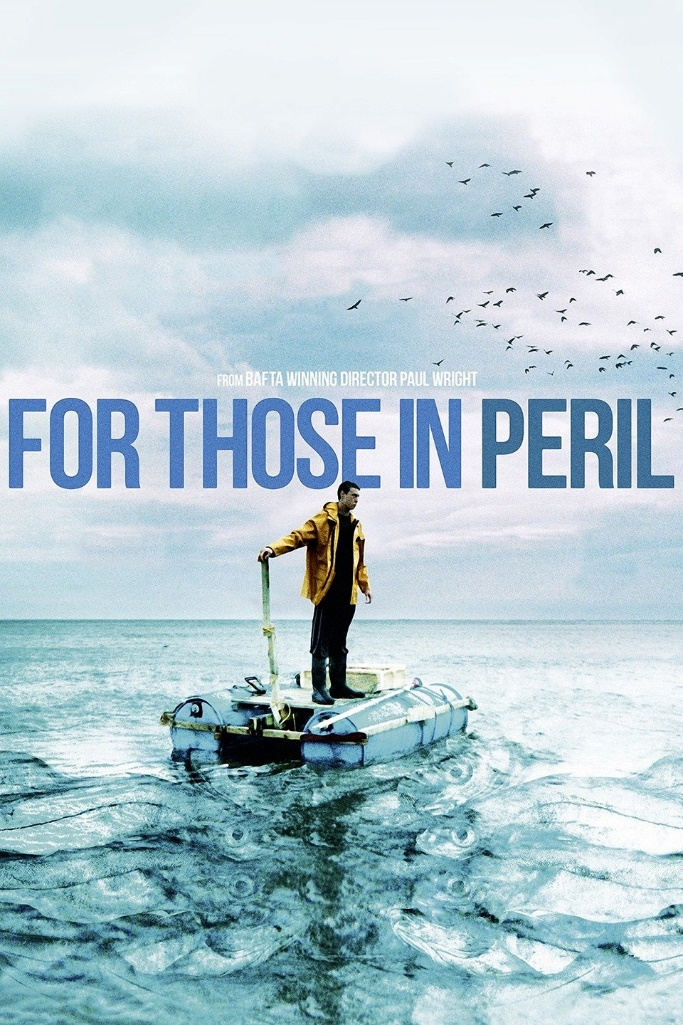 FROM BAFTA WINNING DIRECTOR PAUL WRIGHT
FOR THOSE IN PERIL